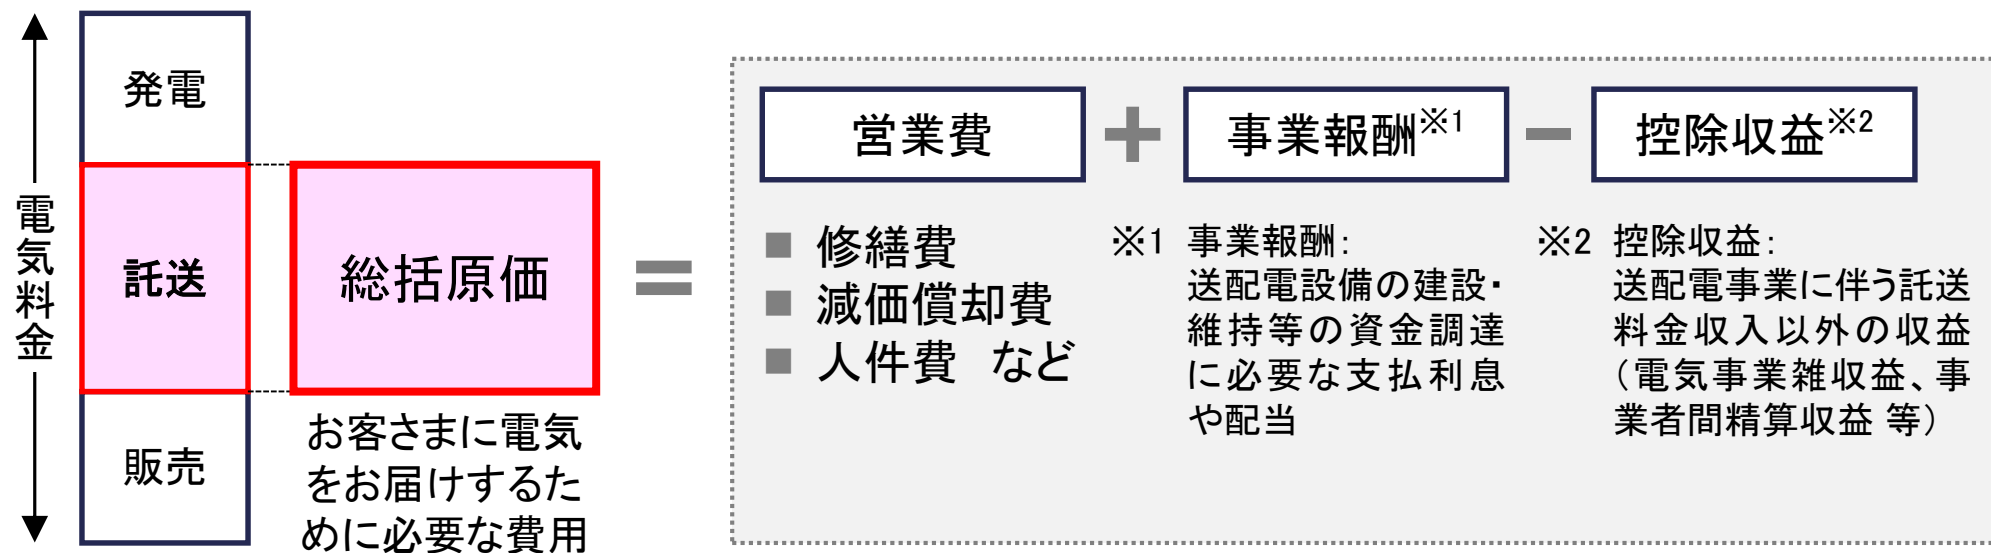 電気料金
発電
託送
販売
総括原価
お客さまに電気
をお届けするた
めに必要な費用
=
営業費
+
事業報酬※1
−
控除収益※2
■ 修繕費
■ 減価償却費
■ 人件費 など
※1 事業報酬：
送配電設備の建設・
維持等の資金調達
に必要な支払利息
や配当
※2 控除収益：
送配電事業に伴う託送
料金収入以外の収益
（電気事業雑収益、事
業者間精算収益 等）